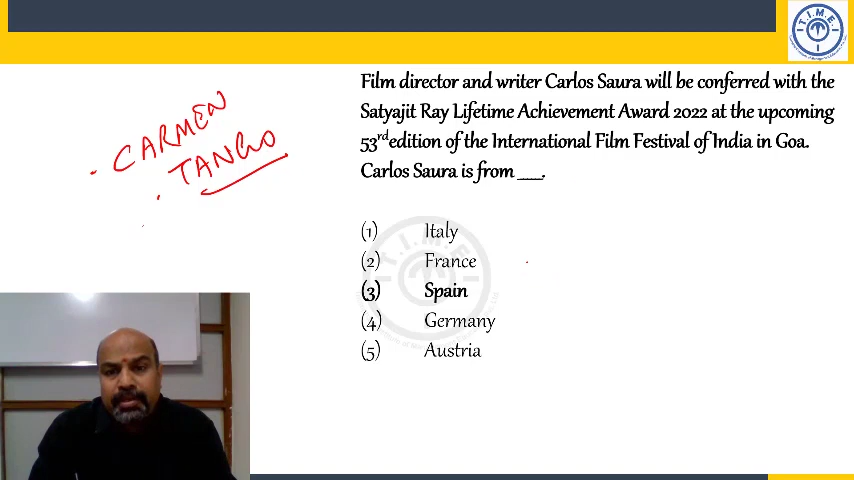 T.I.M.E.
Film director and writer Carlos Saura will be conferred with the
Satyajit Ray Lifetime Achievement Award 2022 at the upcoming
53rd edition of the International Film Festival of India in Goa.
Carlos Saura is from ____.
. CARMEN
. TANGO
(1) Italy
(2) France
(3) Spain
(4) Germany
(5) Austria
T.I.M.E.